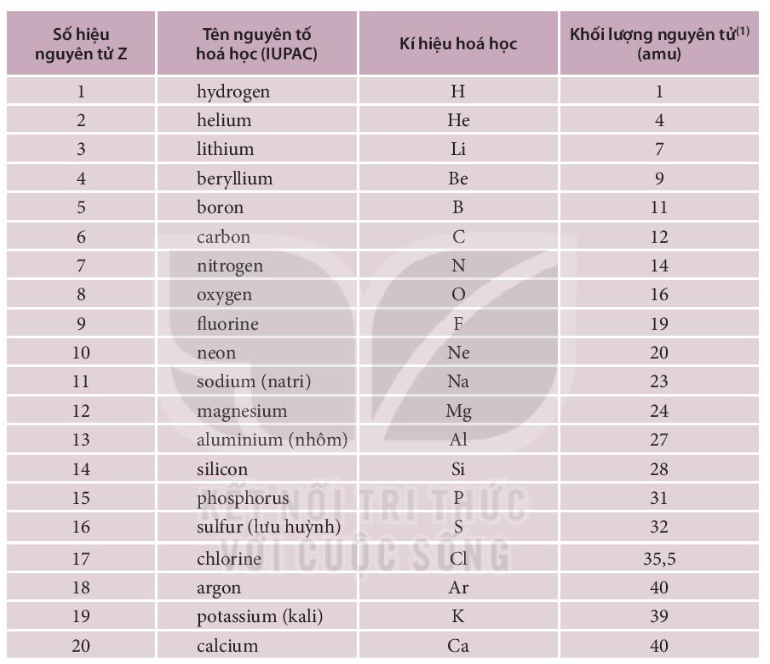 Số hiệu nguyên tử Z | Tên nguyên tố hoá học (IUPAC) | Kí hiệu hoá học | Khối lượng nguyên tử(1) (amu)
1 hydrogen H 1
2 helium He 4
3 lithium Li 7
4 beryllium Be 9
5 boron B 11
6 carbon C 12
7 nitrogen N 14
8 oxygen O 16
9 fluorine F 19
10 neon Ne 20
11 sodium (natri) Na 23
12 magnesium Mg 24
13 aluminium (nhôm) Al 27
14 silicon Si 28
15 phosphorus P 31
16 sulfur (lưu huỳnh) S 32
17 chlorine Cl 35,5
18 argon Ar 40
19 potassium (kali) K 39
20 calcium Ca 40
KẾT NỐI TRI THỨC
VỚI CUỘC SỐNG